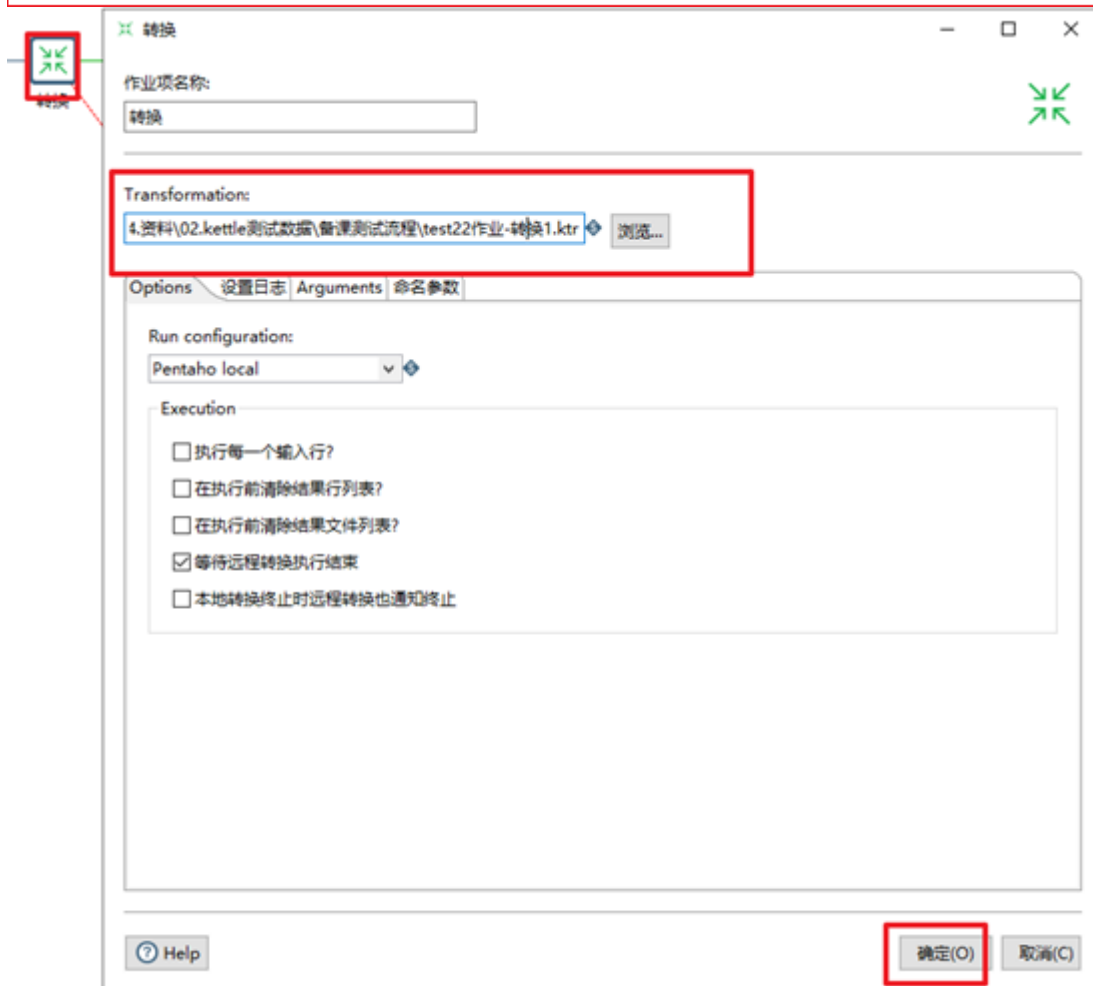 转换
转换
作业项名称:
转换
Transformation:
4.资料\02.kettle测试数据\备课测试流程\test22作业-转换1.ktr
浏览...
Options 设置日志 Arguments 命名参数
Run configuration:
Pentaho local
Execution
执行每一个输入行?
在执行前清除结果行列表?
在执行前清除结果文件列表?
等待远程转换执行结束
本地转换终止时远程转换也通知终止
Help 确定(O) 取消(C)